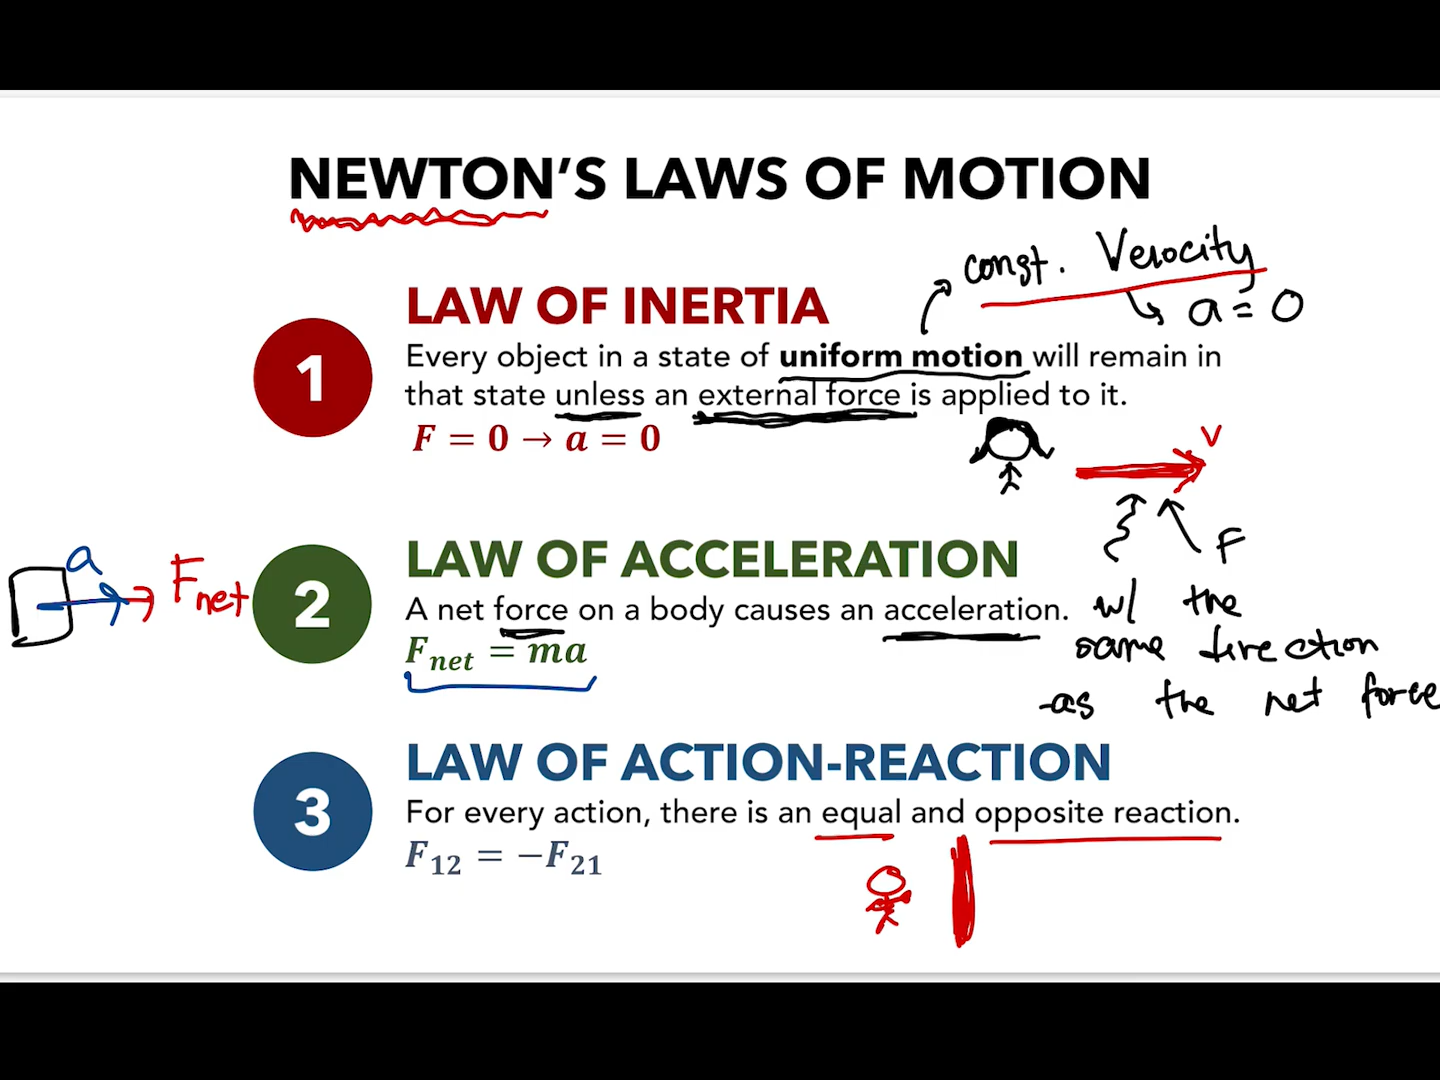 NEWTON'S LAWS OF MOTION
const. Velocity
a = 0
LAW OF INERTIA
1
Every object in a state of uniform motion will remain in
that state unless an external force is applied to it.
F = 0 → a = 0
v
F
a
Fnet
LAW OF ACCELERATION
2
A net force on a body causes an acceleration.
Fnet = ma
w/ the
same direction
as the net force
LAW OF ACTION-REACTION
3
For every action, there is an equal and opposite reaction.
F12 = −F21